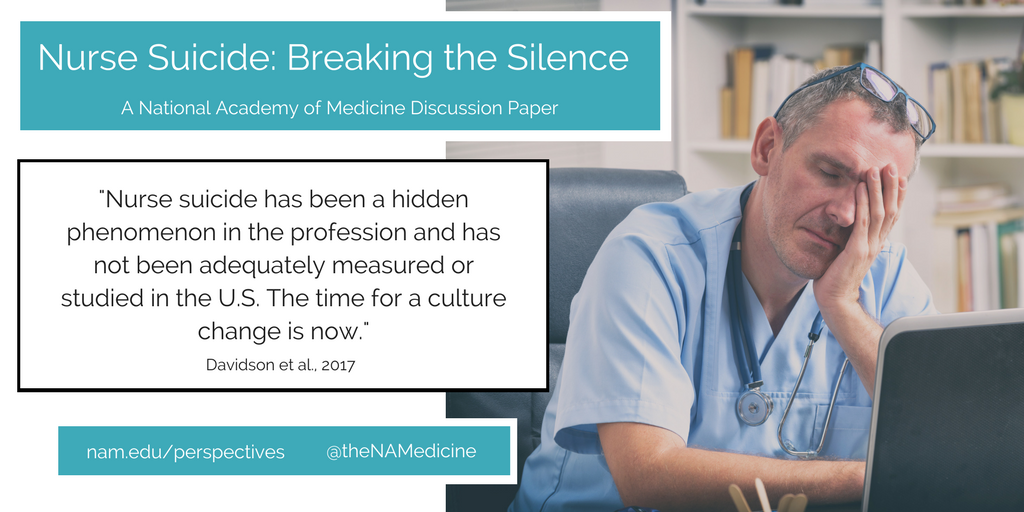 Nurse Suicide: Breaking the Silence
A National Academy of Medicine Discussion Paper
"Nurse suicide has been a hidden
phenomenon in the profession and has
not been adequately measured or
studied in the U.S. The time for a culture
change is now."
Davidson et al., 2017
nam.edu/perspectives @theNAMedicine